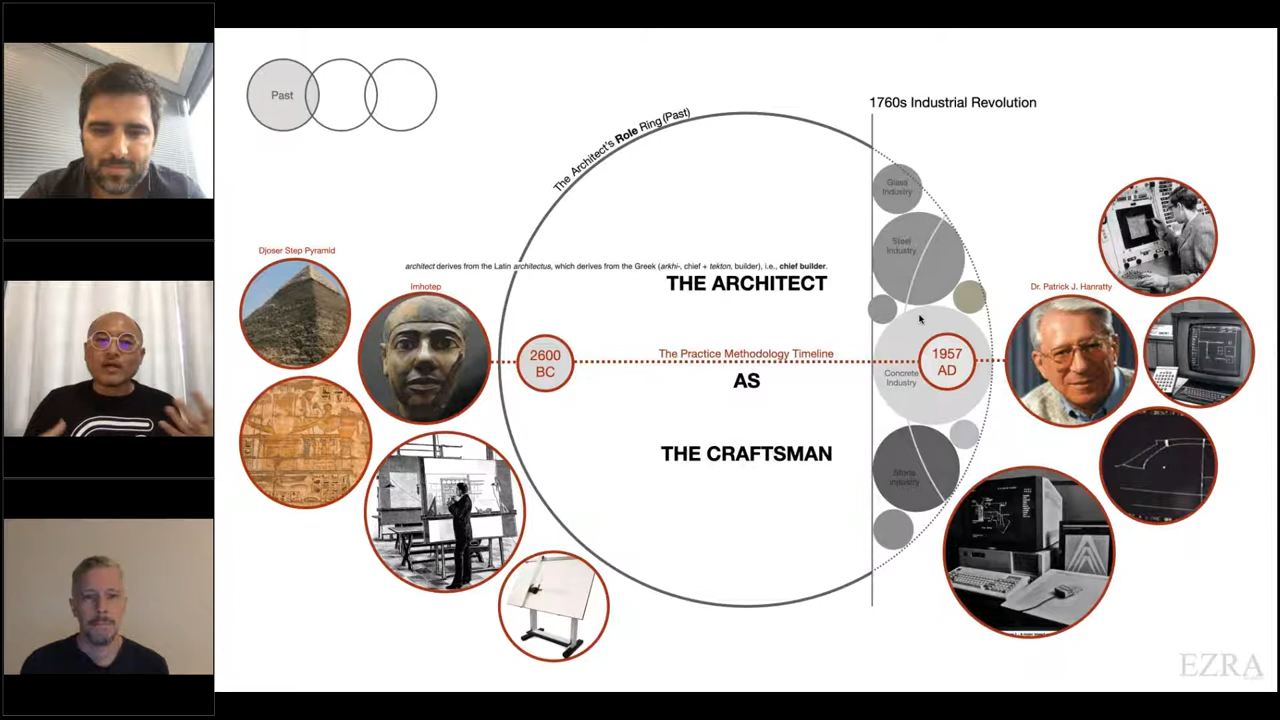 Past
1760s Industrial Revolution
The Architect's Role Ring (Past)
Glass
Industry
Steel
Industry
Djoser Step Pyramid
architect derives from the Latin architectus, which derives from the Greek (arkhi-, chief + tekton, builder), i.e., chief builder.
THE ARCHITECT
Imhotep
Dr. Patrick J. Hanratty
2600
BC
The Practice Methodology Timeline
1957
AD
AS
Concrete
Industry
THE CRAFTSMAN
Stone
Industry
EZRA